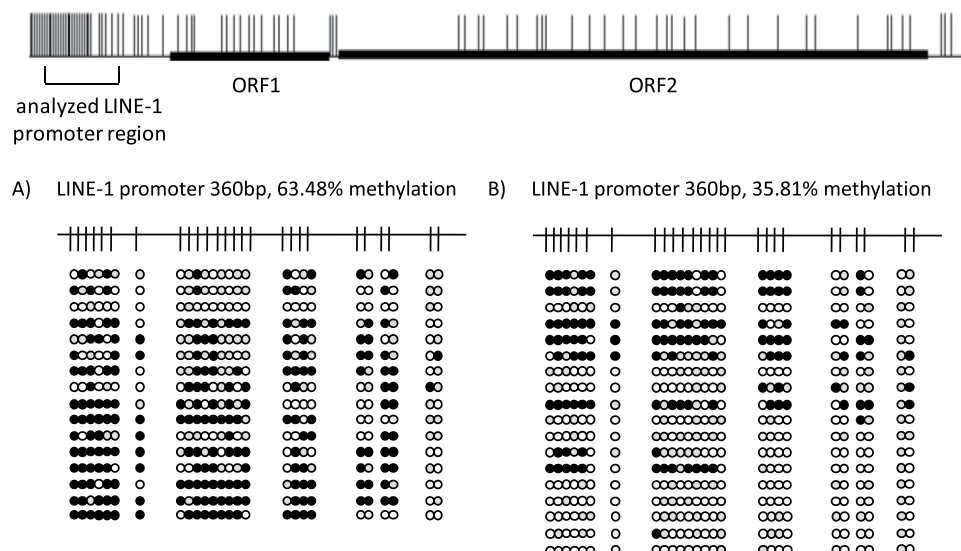 ORF1
ORF2
analyzed LINE-1
promoter region
A) LINE-1 promoter 360bp, 63.48% methylation
B) LINE-1 promoter 360bp, 35.81% methylation